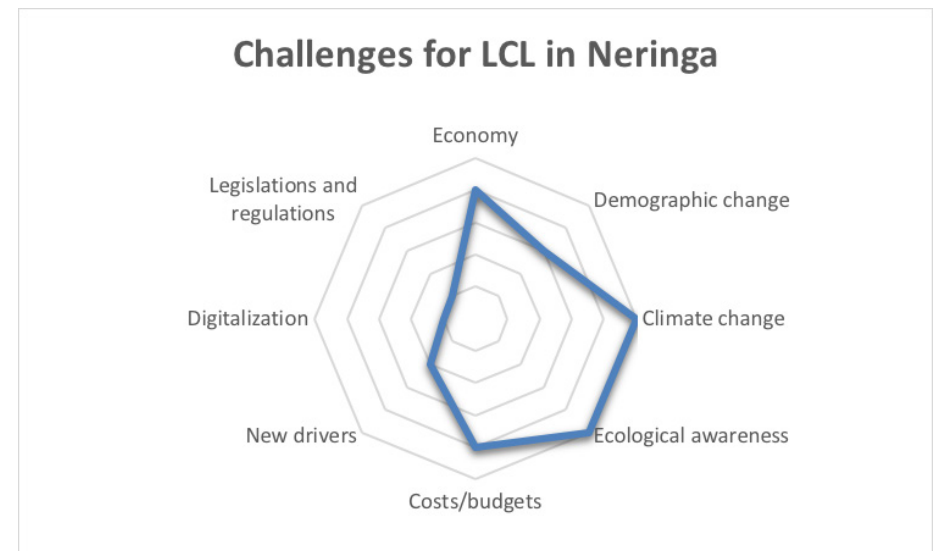 Challenges for LCL in Neringa
Economy
Demographic change
Climate change
Ecological awareness
Costs/budgets
New drivers
Digitalization
Legislations and
regulations